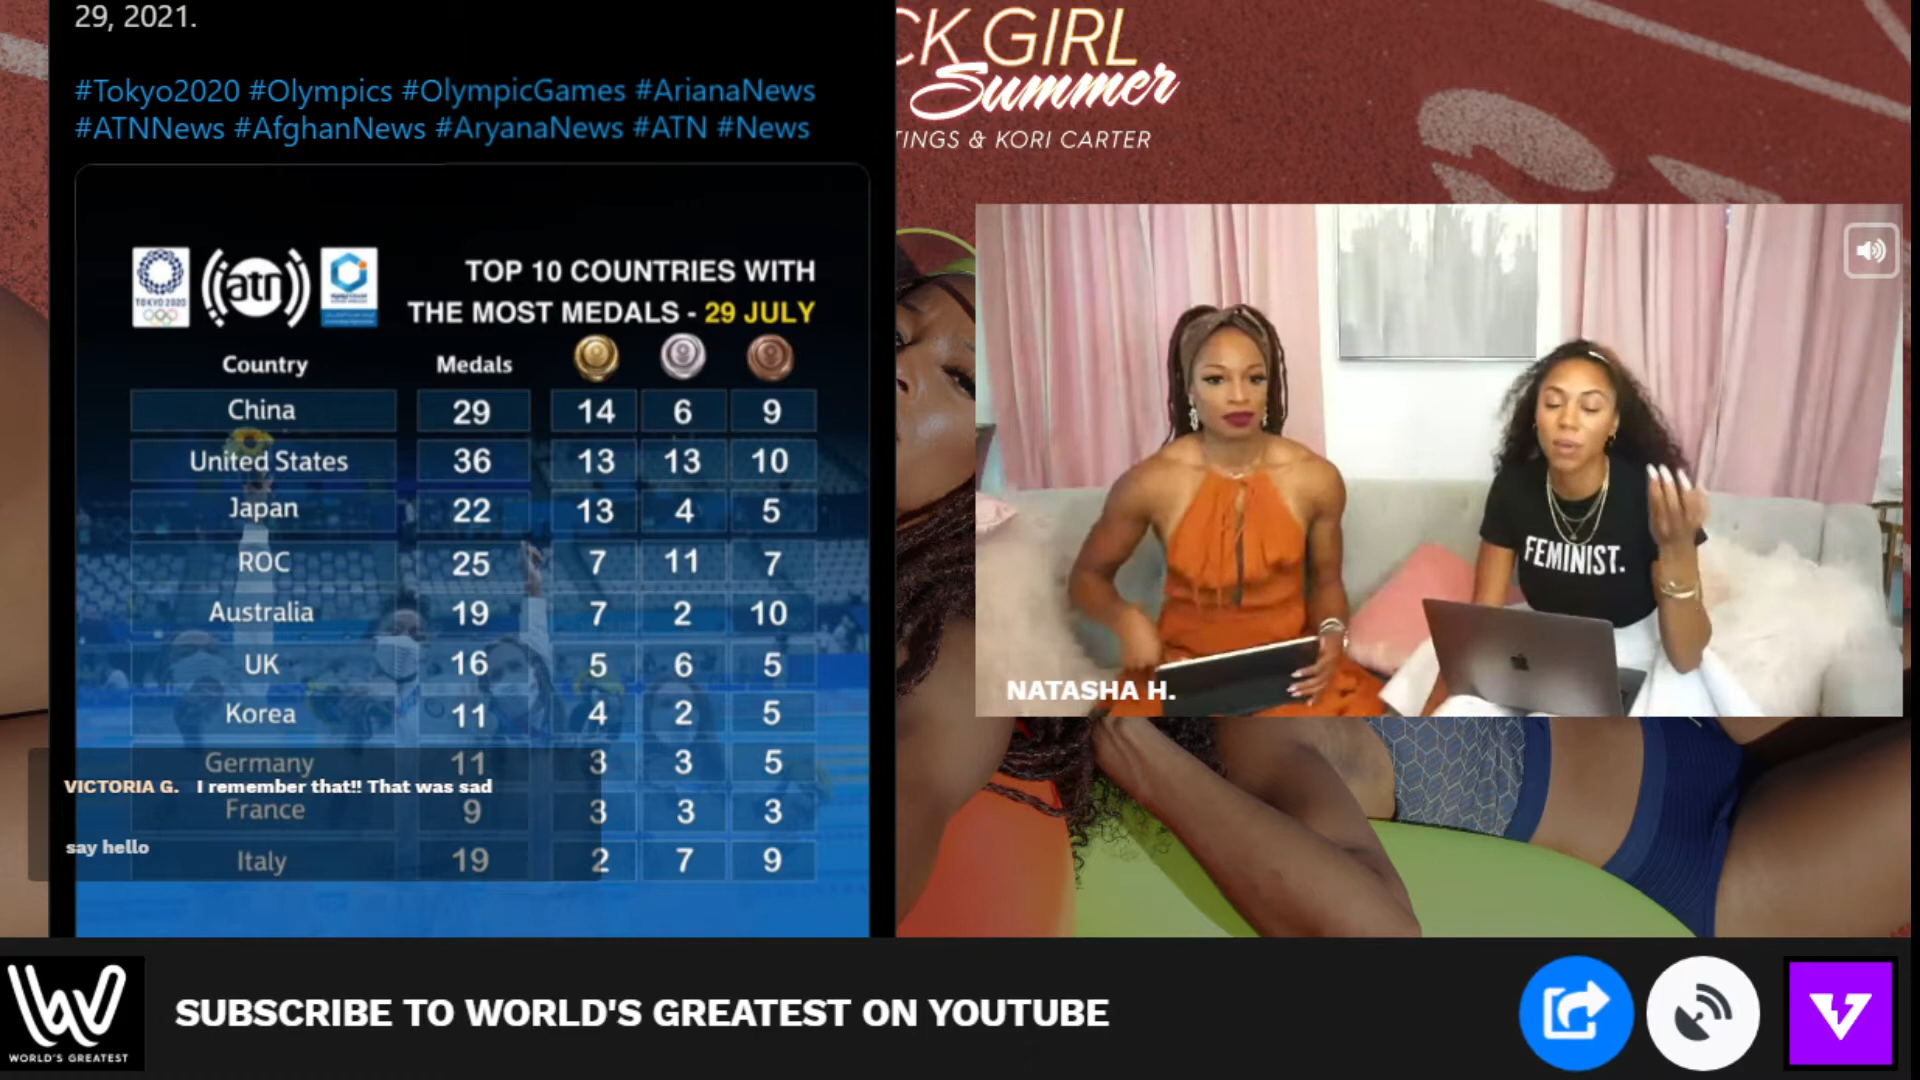 29, 2021.
#Tokyo2020 #Olympics #OlympicGames #ArianaNews
#ATNNews #AfghanNews #AryanaNews #ATN #News
TOKYO 2020
atn
TOP 10 COUNTRIES WITH
THE MOST MEDALS - 29 JULY
Country Medals
China 29 14 6 9
United States 36 13 13 10
Japan 22 13 4 5
ROC 25 7 11 7
Australia 19 7 2 10
UK 16 5 6 5
Korea 11 4 2 5
Germany 11 3 3 5
VICTORIA G. I remember that!! That was sad
France 9 3 3 3
say hello
Italy 19 2 7 9
CK GIRL
Summer
TINGS & KORI CARTER
FEMINIST.
NATASHA H.
W
WORLD'S GREATEST
SUBSCRIBE TO WORLD'S GREATEST ON YOUTUBE